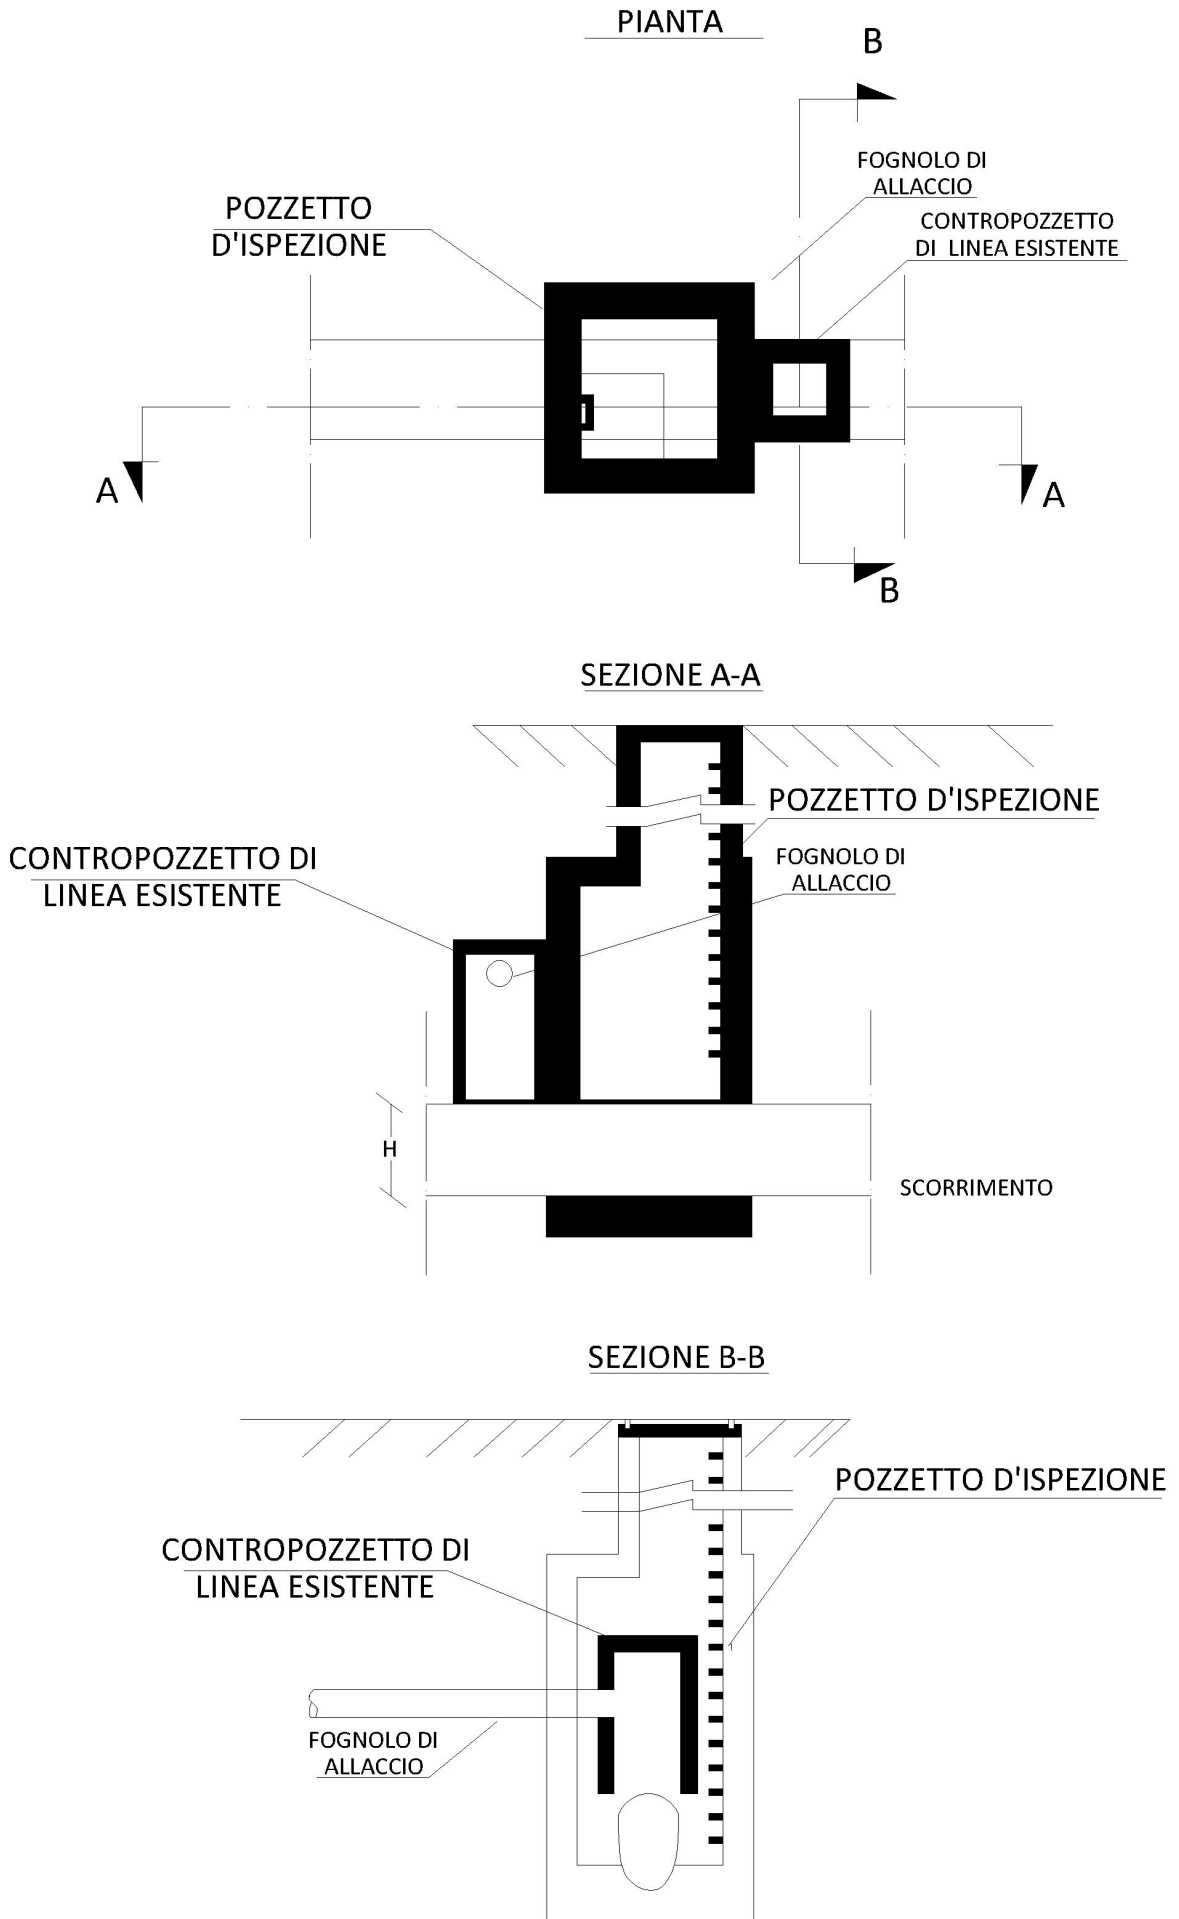 PIANTA
B
FOGNOLO DI
ALLACCIO
POZZETTO
D'ISPEZIONE
CONTROPOZZETTO
DI LINEA ESISTENTE
A
A
B
SEZIONE A-A
POZZETTO D'ISPEZIONE
CONTROPOZZETTO DI
LINEA ESISTENTE
FOGNOLO DI
ALLACCIO
H
SCORRIMENTO
SEZIONE B-B
POZZETTO D'ISPEZIONE
CONTROPOZZETTO DI
LINEA ESISTENTE
FOGNOLO DI
ALLACCIO